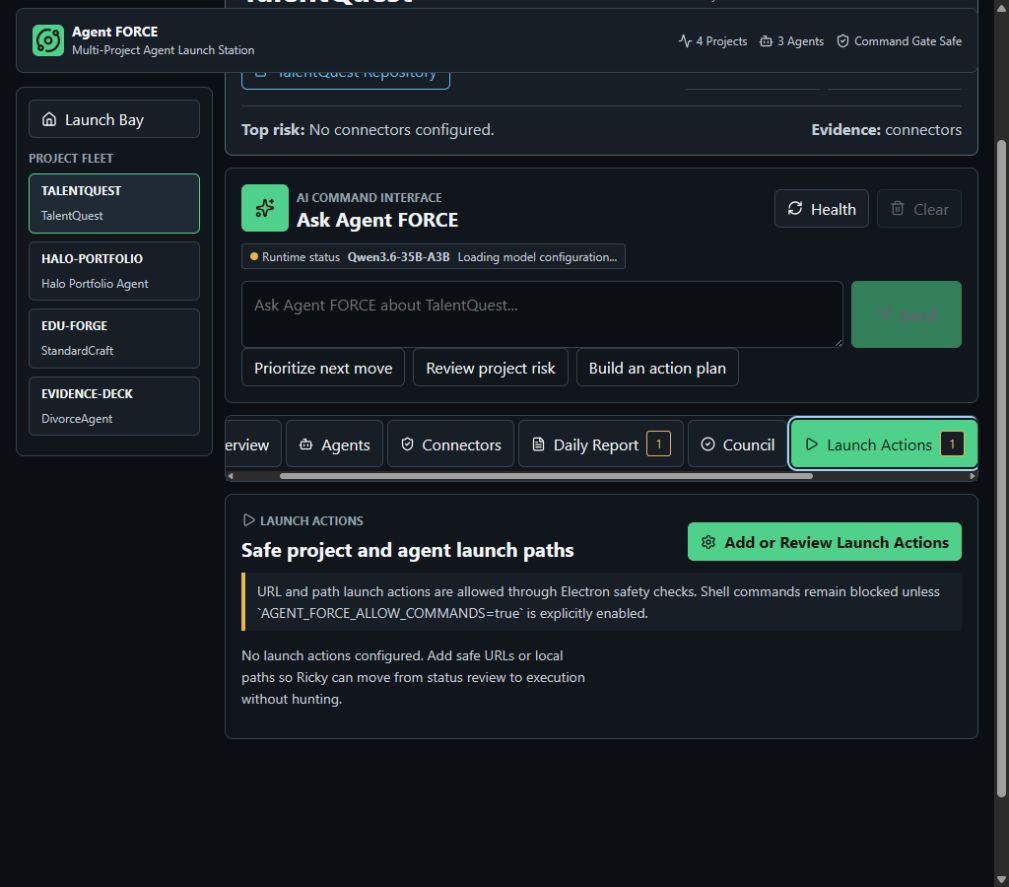 TalentQuest
Agent FORCE
Multi-Project Agent Launch Station
4 Projects
3 Agents
Command Gate Safe
TalentQuest Repository
Launch Bay
PROJECT FLEET
TALENTQUEST
TalentQuest
HALO-PORTFOLIO
Halo Portfolio Agent
EDU-FORGE
StandardCraft
EVIDENCE-DECK
DivorceAgent
Top risk: No connectors configured.
Evidence: connectors
AI COMMAND INTERFACE
Ask Agent FORCE
Health
Clear
Runtime status Qwen3.6-35B-A3B Loading model configuration...
Ask Agent FORCE about TalentQuest...
Send
Prioritize next move
Review project risk
Build an action plan
erview
Agents
Connectors
Daily Report 1
Council
Launch Actions 1
LAUNCH ACTIONS
Safe project and agent launch paths
Add or Review Launch Actions
URL and path launch actions are allowed through Electron safety checks. Shell commands remain blocked unless
`AGENT_FORCE_ALLOW_COMMANDS=true` is explicitly enabled.
No launch actions configured. Add safe URLs or local
paths so Ricky can move from status review to execution
without hunting.